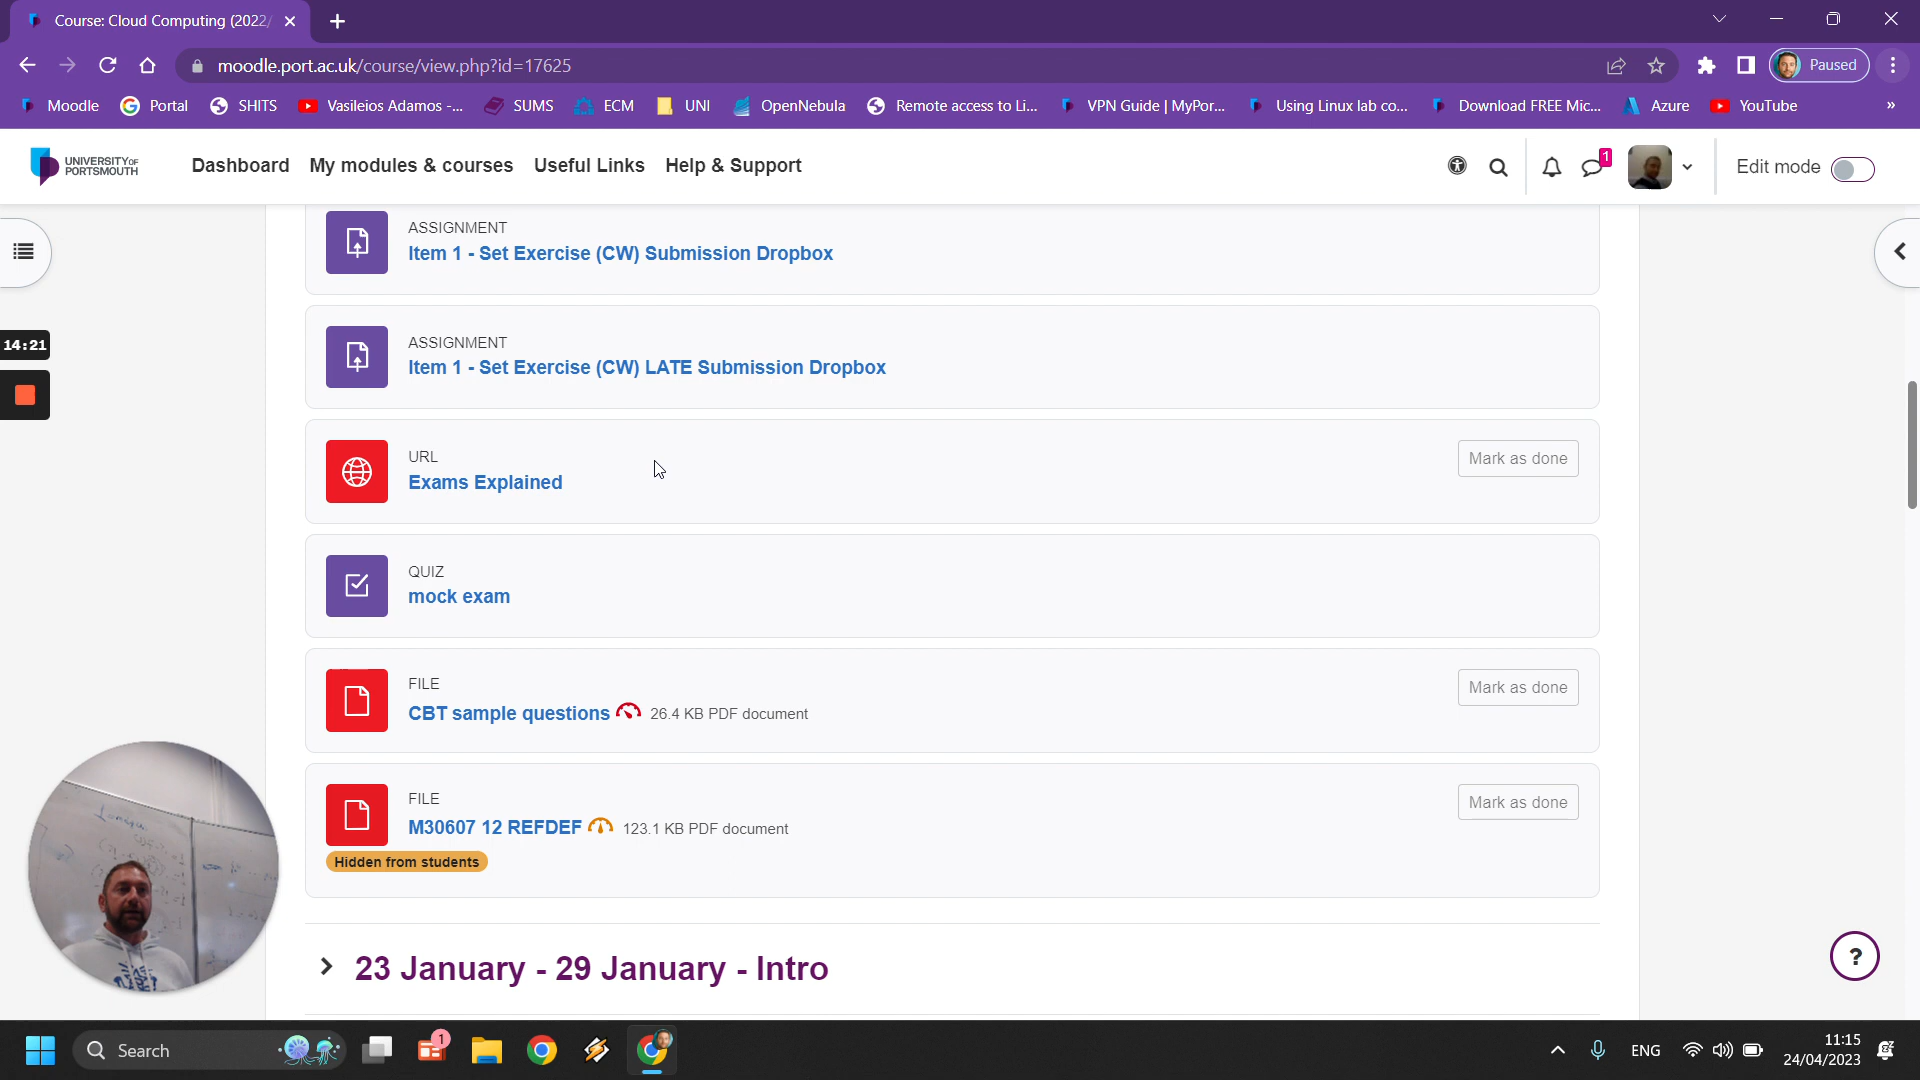 Course: Cloud Computing (2022/
moodle.port.ac.uk/course/view.php?id=17625
Paused
Moodle
Portal
SHITS
Vasileios Adamos -...
SUMS
ECM
UNI
OpenNebula
Remote access to Li...
VPN Guide | MyPor...
Using Linux lab co...
Download FREE Mic...
Azure
YouTube
»
UNIVERSITY OF
PORTSMOUTH
Dashboard
My modules & courses
Useful Links
Help & Support
1
Edit mode
ASSIGNMENT
Item 1 - Set Exercise (CW) Submission Dropbox
14:21
ASSIGNMENT
Item 1 - Set Exercise (CW) LATE Submission Dropbox
URL
Exams Explained
Mark as done
QUIZ
mock exam
FILE
CBT sample questions 26.4 KB PDF document
Mark as done
FILE
M30607 12 REFDEF 123.1 KB PDF document
Hidden from students
Mark as done
23 January - 29 January - Intro
?
Search
1
ENG
11:15
24/04/2023